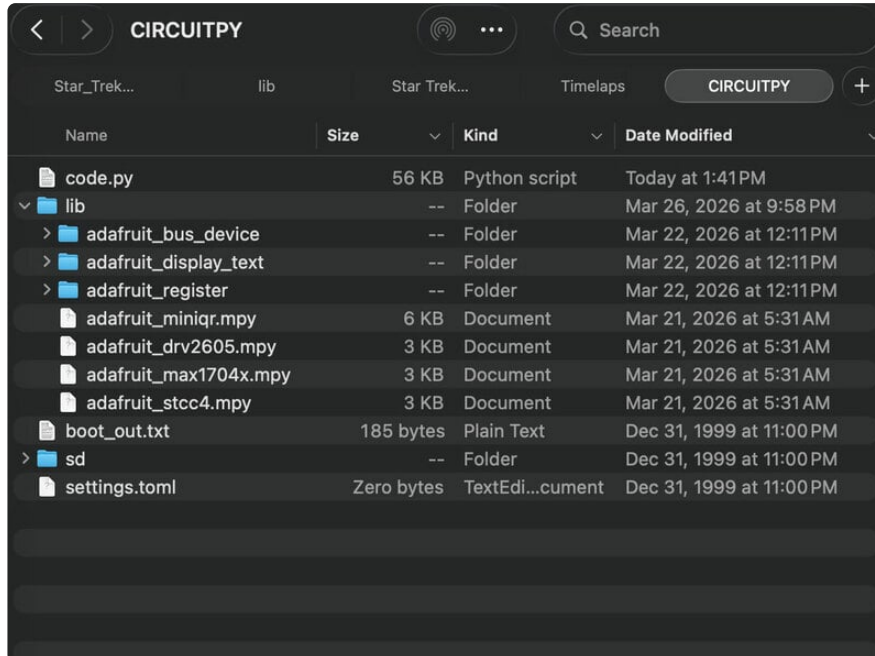 CIRCUITPY
Search
Star_Trek... lib Star Trek... Timelaps CIRCUITPY +
Name Size Kind Date Modified
code.py 56 KB Python script Today at 1:41 PM
lib -- Folder Mar 26, 2026 at 9:58 PM
adafruit_bus_device -- Folder Mar 22, 2026 at 12:11 PM
adafruit_display_text -- Folder Mar 22, 2026 at 12:11 PM
adafruit_register -- Folder Mar 22, 2026 at 12:11 PM
adafruit_miniqr.mpy 6 KB Document Mar 21, 2026 at 5:31 AM
adafruit_drv2605.mpy 3 KB Document Mar 21, 2026 at 5:31 AM
adafruit_max1704x.mpy 3 KB Document Mar 21, 2026 at 5:31 AM
adafruit_stcc4.mpy 3 KB Document Mar 21, 2026 at 5:31 AM
boot_out.txt 185 bytes Plain Text Dec 31, 1999 at 11:00 PM
sd -- Folder Dec 31, 1999 at 11:00 PM
settings.toml Zero bytes TextEdi...cument Dec 31, 1999 at 11:00 PM